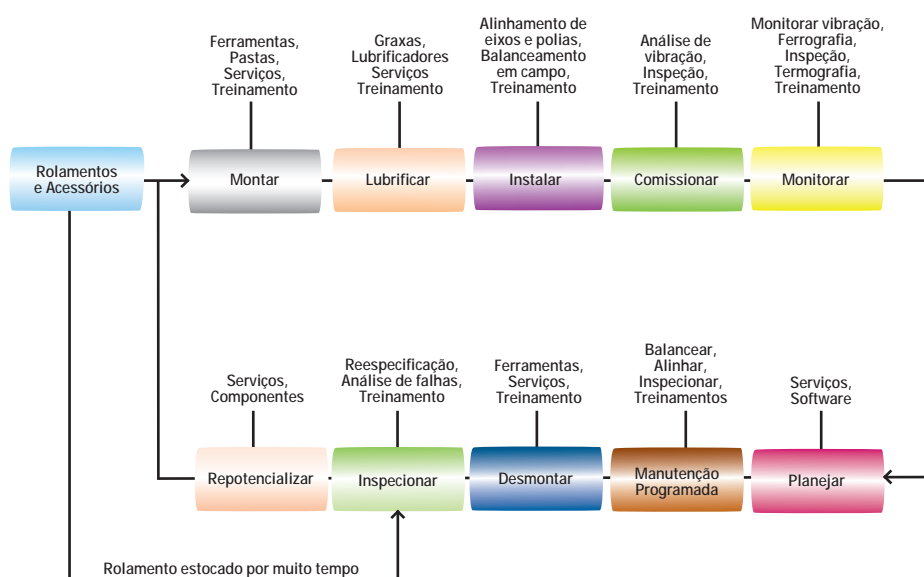 Ferramentas,
Pastas,
Serviços,
Treinamento
Graxas,
Lubrificadores
Serviços
Treinamento
Alinhamento de
eixos e polias,
Balanceamento
em campo,
Treinamento
Análise de
vibração,
Inspeção,
Treinamento
Monitorar vibração,
Ferrografia,
Inspeção,
Termografia,
Treinamento
Rolamentos
e Acessórios
Montar
Lubrificar
Instalar
Comissionar
Monitorar
Serviços,
Componentes
Reespecificação,
Análise de falhas,
Treinamento
Ferramentas,
Serviços,
Treinamento
Balancear,
Alinhar,
Inspecionar,
Treinamentos
Serviços,
Software
Repotencializar
Inspecionar
Desmontar
Manutenção
Programada
Planejar
Rolamento estocado por muito tempo